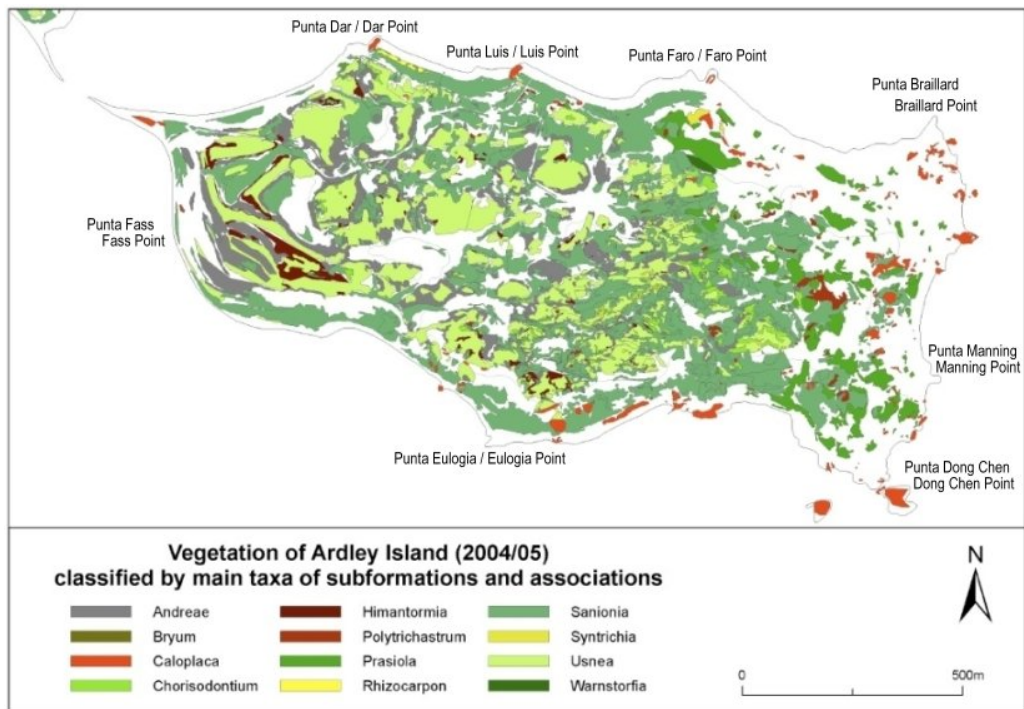 Punta Dar / Dar Point
Punta Luis / Luis Point
Punta Faro / Faro Point
Punta Braillard
Braillard Point
Punta Fass
Fass Point
Punta Manning
Manning Point
Punta Eulogia / Eulogia Point
Punta Dong Chen
Dong Chen Point
Vegetation of Ardley Island (2004/05)
classified by main taxa of subformations and associations
Andreae
Bryum
Caloplaca
Chorisodontium
Himantormia
Polytrichastrum
Prasiola
Rhizocarpon
Sanionia
Syntrichia
Usnea
Warnstorfia
N
0
500m